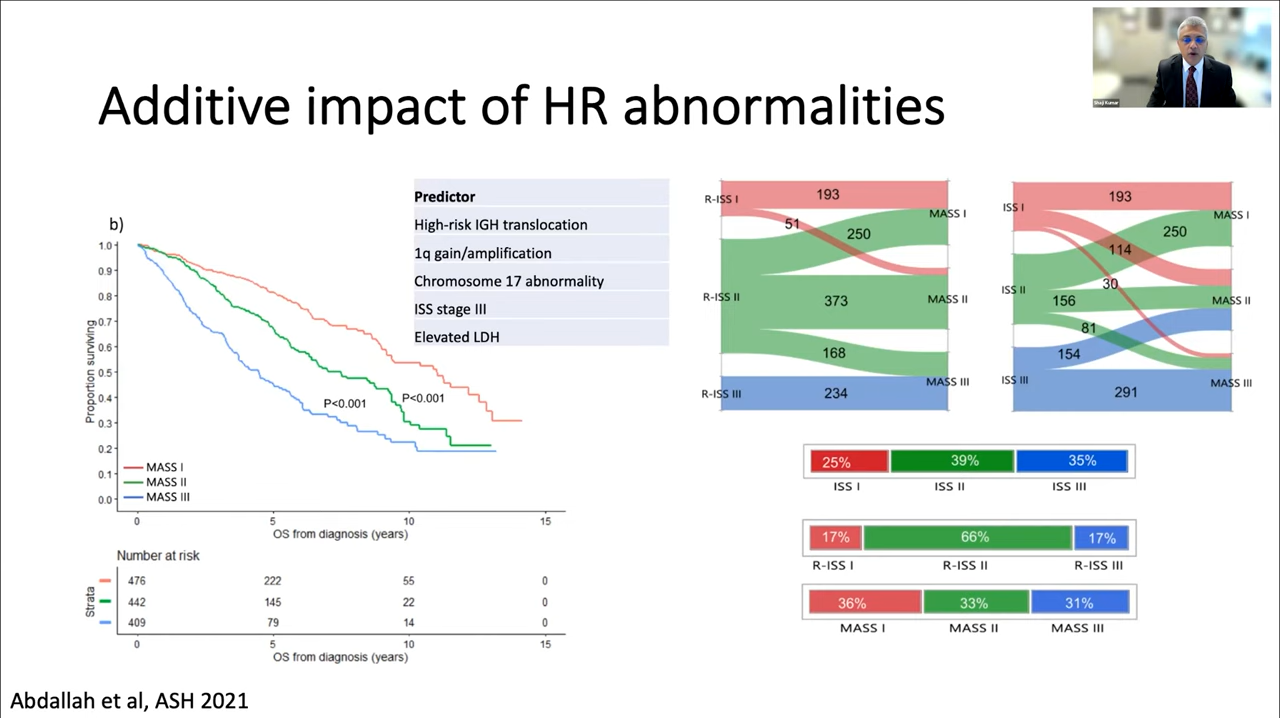 Additive impact of HR abnormalities
Shaji Kumar
b)
Predictor
High-risk IGH translocation
1q gain/amplification
Chromosome 17 abnormality
ISS stage III
Elevated LDH
Proportion surviving
1.0
0.9
0.8
0.7
0.6
0.5
0.4
0.3
0.2
0.1
0.0
P<0.001
P<0.001
MASS I
MASS II
MASS III
0
5
10
15
OS from diagnosis (years)
Number at risk
Strata
476 222 55 0
442 145 22 0
409 79 14 0
0
5
10
15
OS from diagnosis (years)
R-ISS I
193
51
MASS I
250
R-ISS II
373
MASS II
168
MASS III
R-ISS III
234
ISS I
193
MASS I
250
114
30
ISS II
156
MASS II
81
154
ISS III
MASS III
291
25% 39% 35%
ISS I ISS II ISS III
17% 66% 17%
R-ISS I R-ISS II R-ISS III
36% 33% 31%
MASS I MASS II MASS III
Abdallah et al, ASH 2021